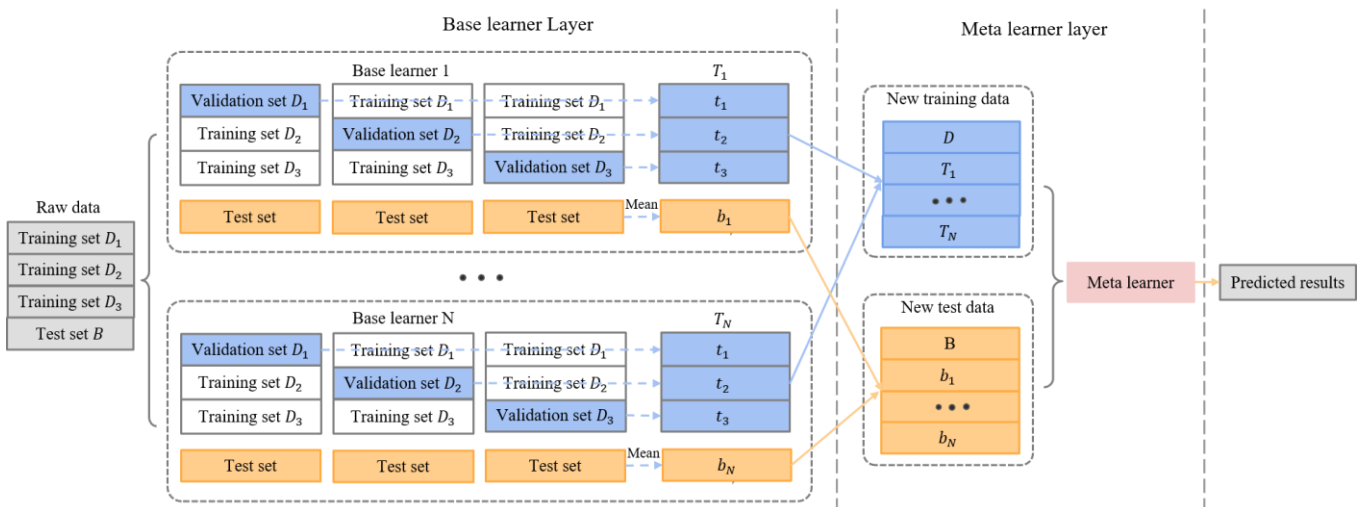 Base learner Layer
Meta learner layer
Raw data
Training set D₁
Training set D₂
Training set D₃
Test set B
Base learner 1
T₁
Validation set D₁
Training set D₁
Training set D₁
t₁
Training set D₂
Validation set D₂
Training set D₂
t₂
Training set D₃
Training set D₃
Validation set D₃
t₃
Test set
Test set
Test set
Mean
b₁
• • •
Base learner N
T_N
Validation set D₁
Training set D₁
Training set D₁
t₁
Training set D₂
Validation set D₂
Training set D₂
t₂
Training set D₃
Training set D₃
Validation set D₃
t₃
Test set
Test set
Test set
Mean
b_N
New training data
D
T₁
• • •
T_N
New test data
B
b₁
• • •
b_N
Meta learner
Predicted results